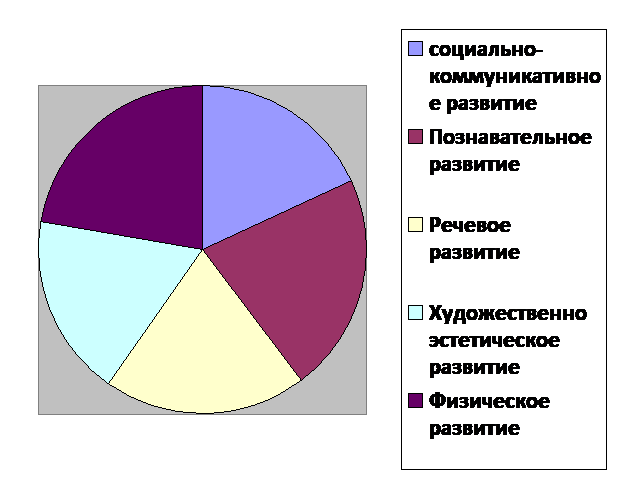 социально-
коммуникативно
е развитие
Познавательное
развитие
Речевое
развитие
Художественно
эстетическое
развитие
Физическое
развитие